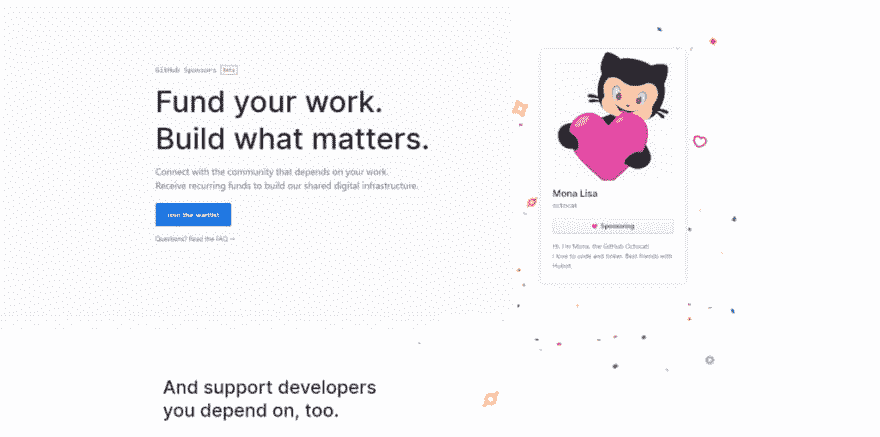 GitHub Sponsors Beta
Fund your work.
Build what matters.
Connect with the community that depends on your work.
Receive recurring funds to build our shared digital infrastructure.
Join the waitlist
Questions? Read the FAQ →
Mona Lisa
octocat
Sponsoring
Hi, I'm Mona, the GitHub Octocat!
I love to code and tinker. Best friends with
Hubot.
And support developers
you depend on, too.